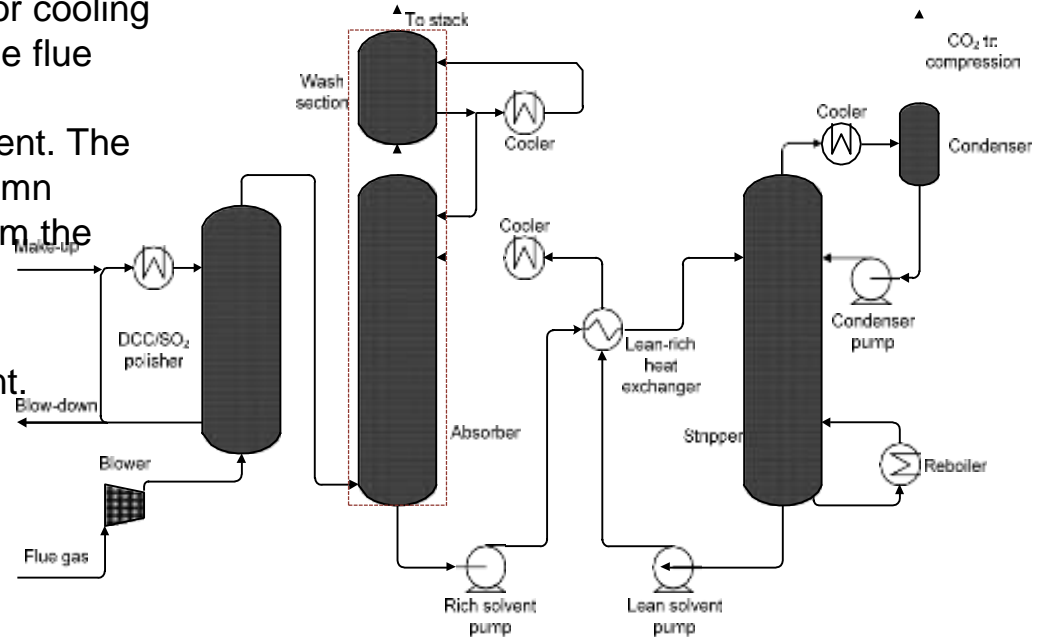 or cooling
e flue
ent. The
mn
m the
nt.
To stack
Wash
section
Cooler
CO₂ tr:
compression
Cooler
Condenser
Make-up
Cooler
DCC/SO₂
polisher
Condenser
pump
Lean-rich
heat
exchanger
Blow-down
Absorber
Stripper
Blower
Reboiler
Flue gas
Rich solvent
pump
Lean solvent
pump